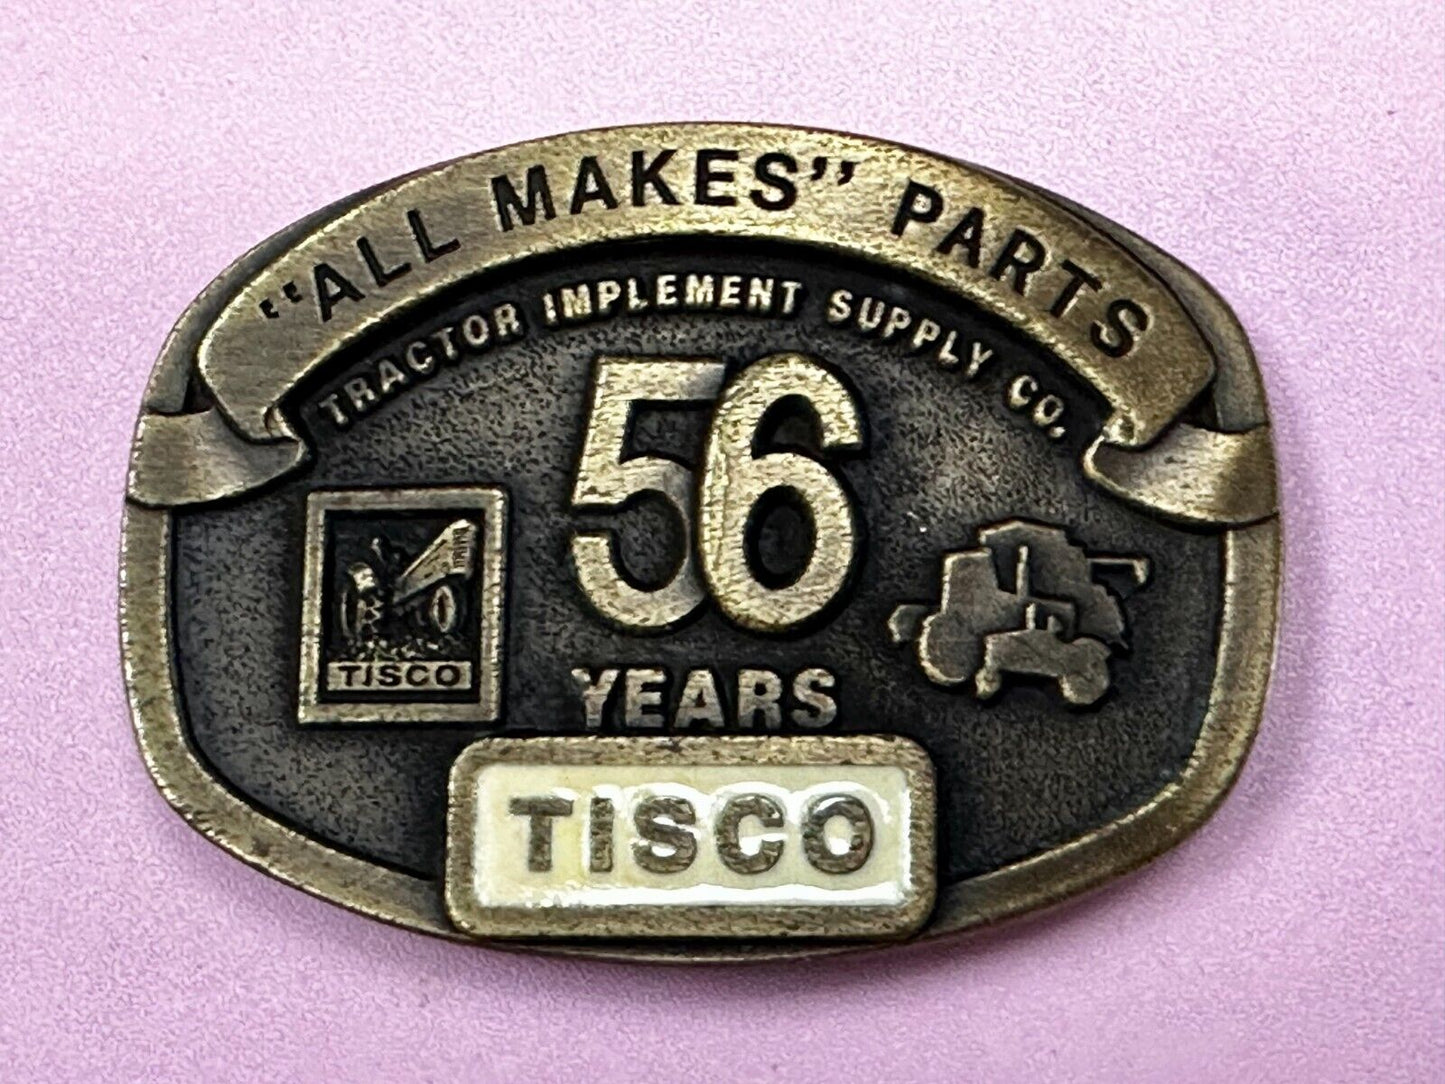 "ALL MAKES" PARTS
TRACTOR IMPLEMENT SUPPLY CO.
56
YEARS
TISCO
TISCO